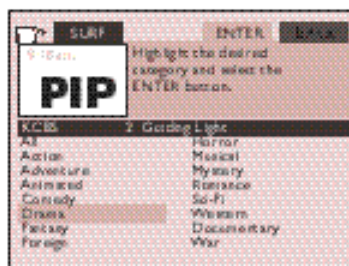 SURF ENTER
Highlight the desired
category and select the
ENTER button.
PIP
KCBS 2 Guiding Light
All Horror
Action Musical
Adventure Mystery
Animated Romance
Comedy Sci-Fi
Drama Western
Fantasy Documentary
Foreign War